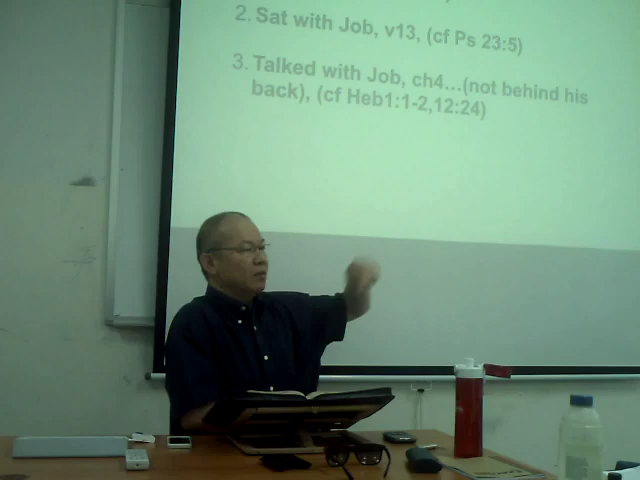 2. Sat with Job, v13, (cf Ps 23:5)
3. Talked with Job, ch4...(not behind his
back), (cf Heb1:1-2,12:24)